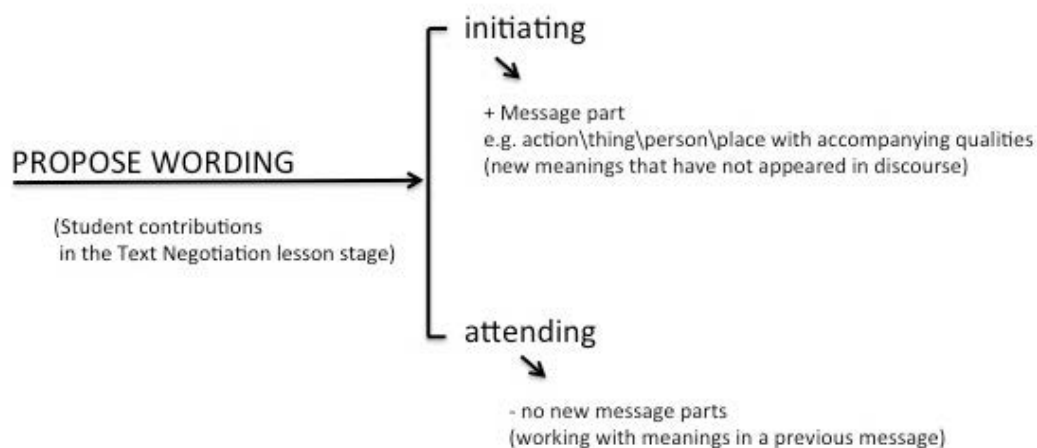 initiating
+ Message part
e.g. action\thing\person\place with accompanying qualities
(new meanings that have not appeared in discourse)
PROPOSE WORDING
(Student contributions
in the Text Negotiation lesson stage)
attending
- no new message parts
(working with meanings in a previous message)